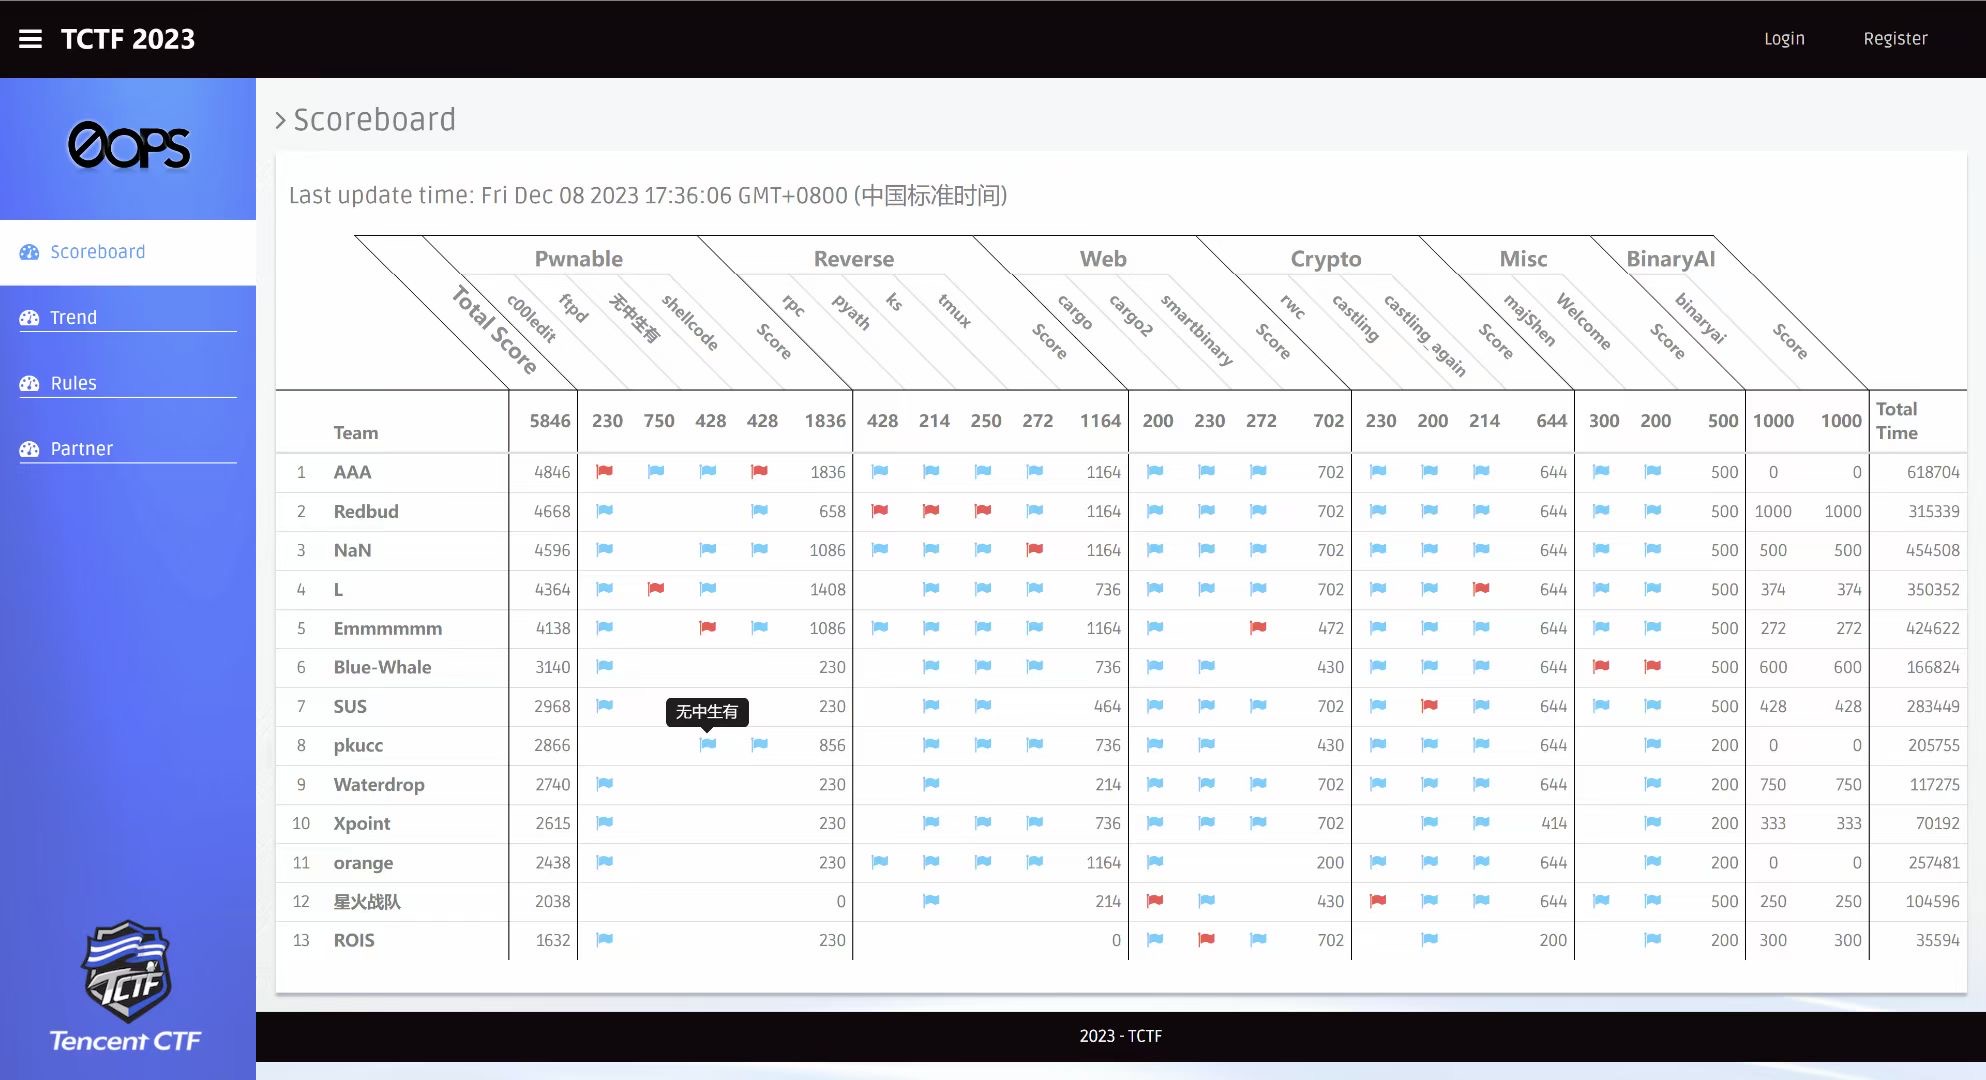 TCTF 2023
Login
Register
0OPS
Scoreboard
Trend
Rules
Partner
TCTF
Tencent CTF
Scoreboard
Last update time: Fri Dec 08 2023 17:36:06 GMT+0800 (中国标准时间)
Pwnable Reverse Web Crypto Misc BinaryAI
Total Score c00ledit ftpd 无中生有 shellcode Score rpc pyath ks tmux Score cargo cargo2 smartbinary Score rwc castling castling_again Score majShen Welcome Score binaryai Score
Team 5846 230 750 428 428 1836 428 214 250 272 1164 200 230 272 702 230 200 214 644 300 200 500 1000 1000 Total Time
1 AAA 4846 1836 1164 702 644 500 0 0 618704
2 Redbud 4668 658 1164 702 644 500 1000 1000 315339
3 NaN 4596 1086 1164 702 644 500 500 500 454508
4 L 4364 1408 736 702 644 500 374 374 350352
5 Emmmmmm 4138 1086 1164 472 644 500 272 272 424622
6 Blue-Whale 3140 230 736 430 644 500 600 600 166824
7 SUS 2968 230 464 702 644 500 428 428 283449
无中生有
8 pkucc 2866 856 736 430 644 200 0 0 205755
9 Waterdrop 2740 230 214 702 644 200 750 750 117275
10 Xpoint 2615 230 736 702 414 200 333 333 70192
11 orange 2438 230 1164 200 644 200 0 0 257481
12 星火战队 2038 0 214 430 644 500 250 250 104596
13 ROIS 1632 230 0 702 200 200 300 300 35594
2023 - TCTF